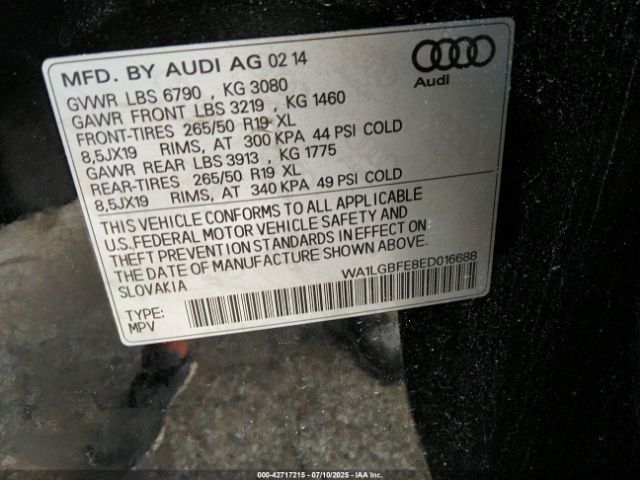 MFD. BY AUDI AG 02 14
Audi
GVWR LBS 6790 , KG 3080
GAWR FRONT LBS 3219 , KG 1460
FRONT-TIRES 265/50 R19 XL
8,5JX19 RIMS, AT 300 KPA 44 PSI COLD
GAWR REAR LBS 3913 , KG 1775
REAR-TIRES 265/50 R19 XL
8,5JX19 RIMS, AT 340 KPA 49 PSI COLD
THIS VEHICLE CONFORMS TO ALL APPLICABLE
U.S.FEDERAL MOTOR VEHICLE SAFETY AND
THEFT PREVENTION STANDARDS IN EFFECT ON
THE DATE OF MANUFACTURE SHOWN ABOVE.
SLOVAKIA
WA1LGBFE8ED016688
TYPE:
MPV
000-42717215 - 07/10/2025 - IAA Inc.